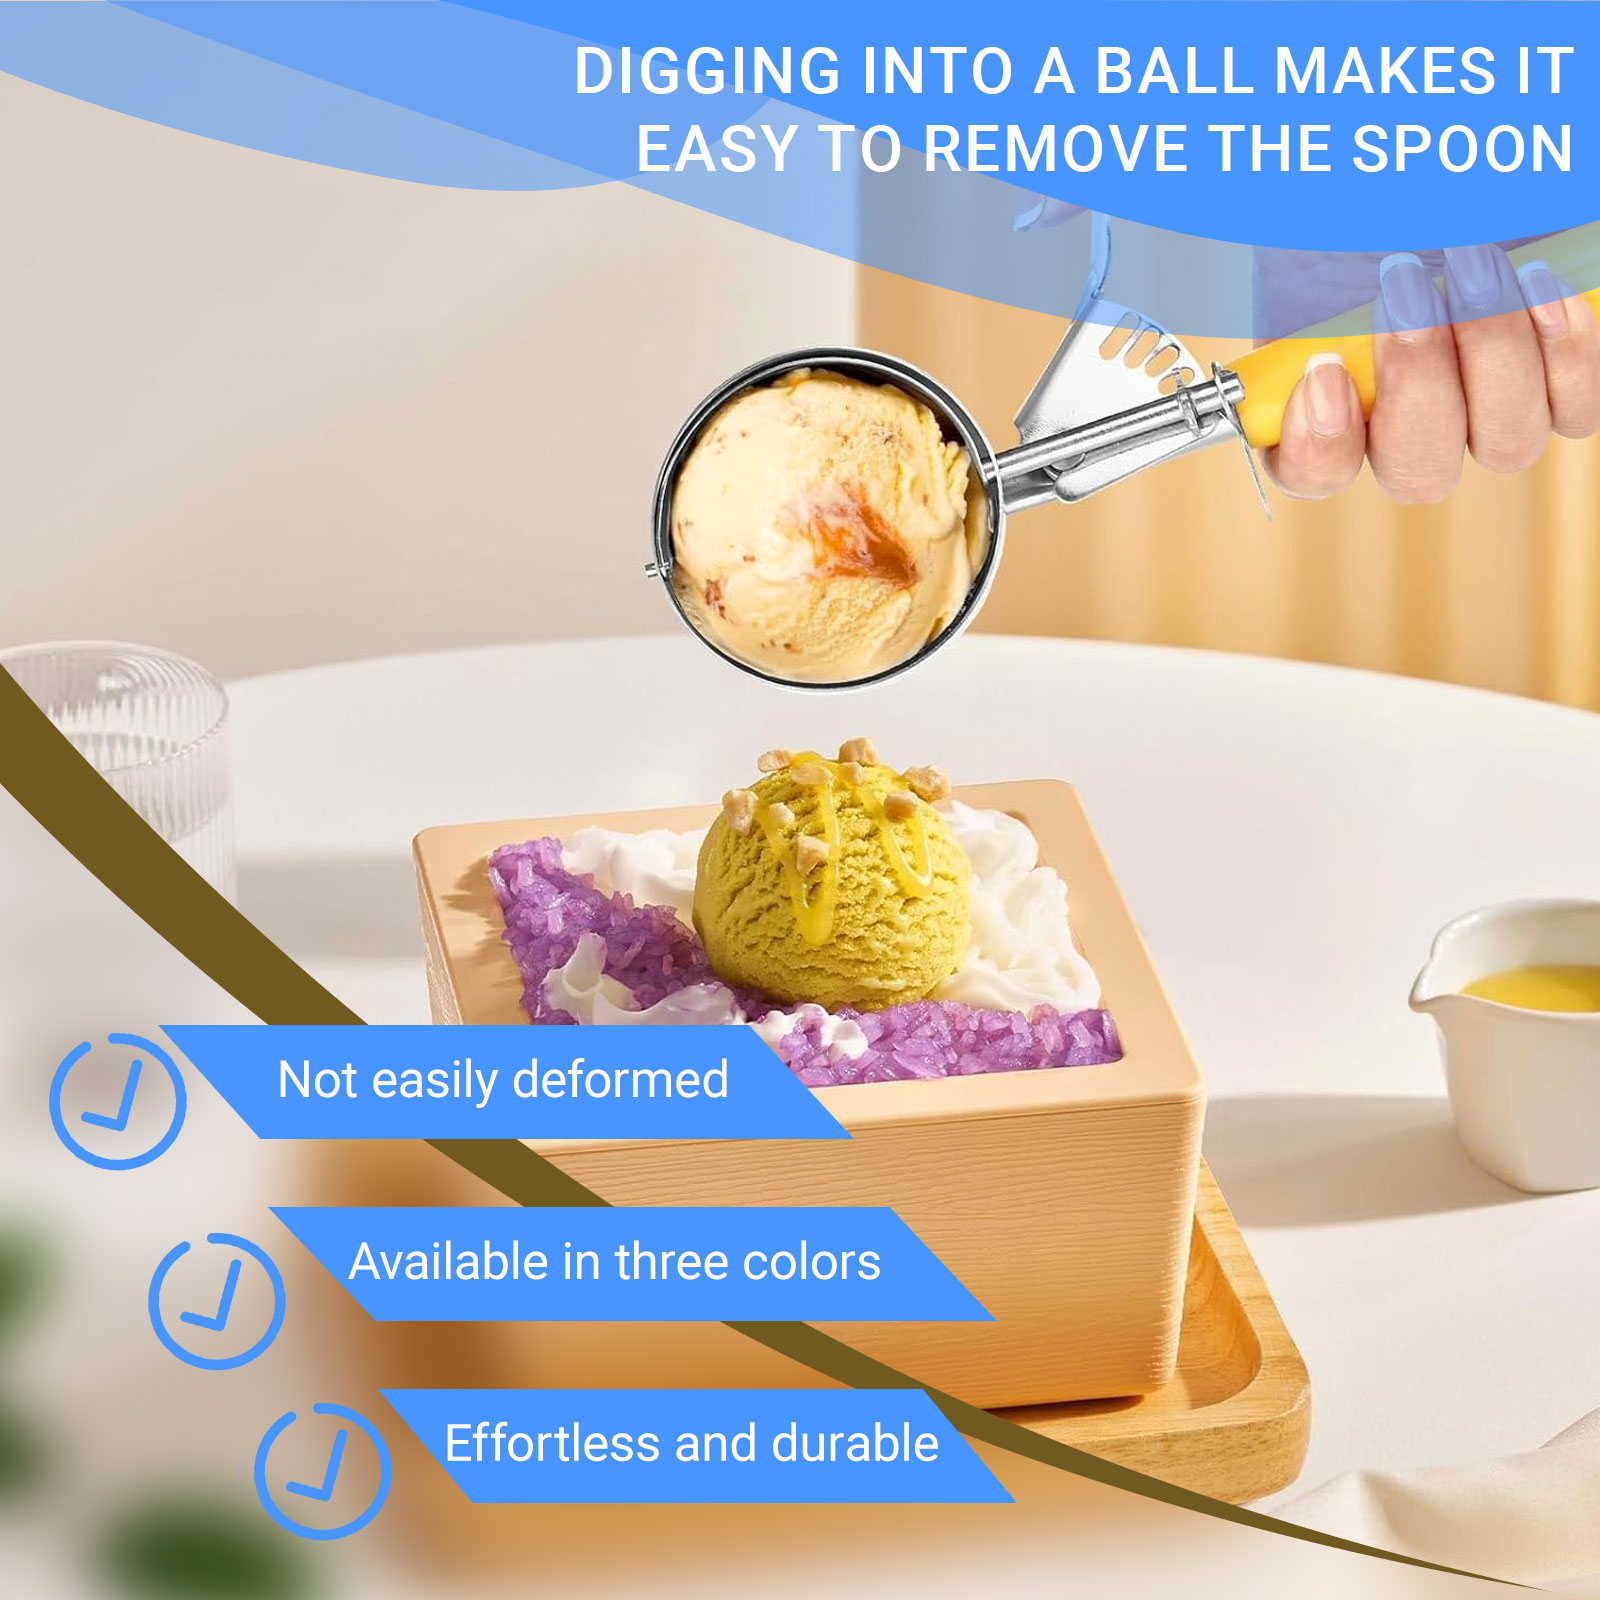 DIGGING INTO A BALL MAKES IT
EASY TO REMOVE THE SPOON
Not easily deformed
Available in three colors
Effortless and durable